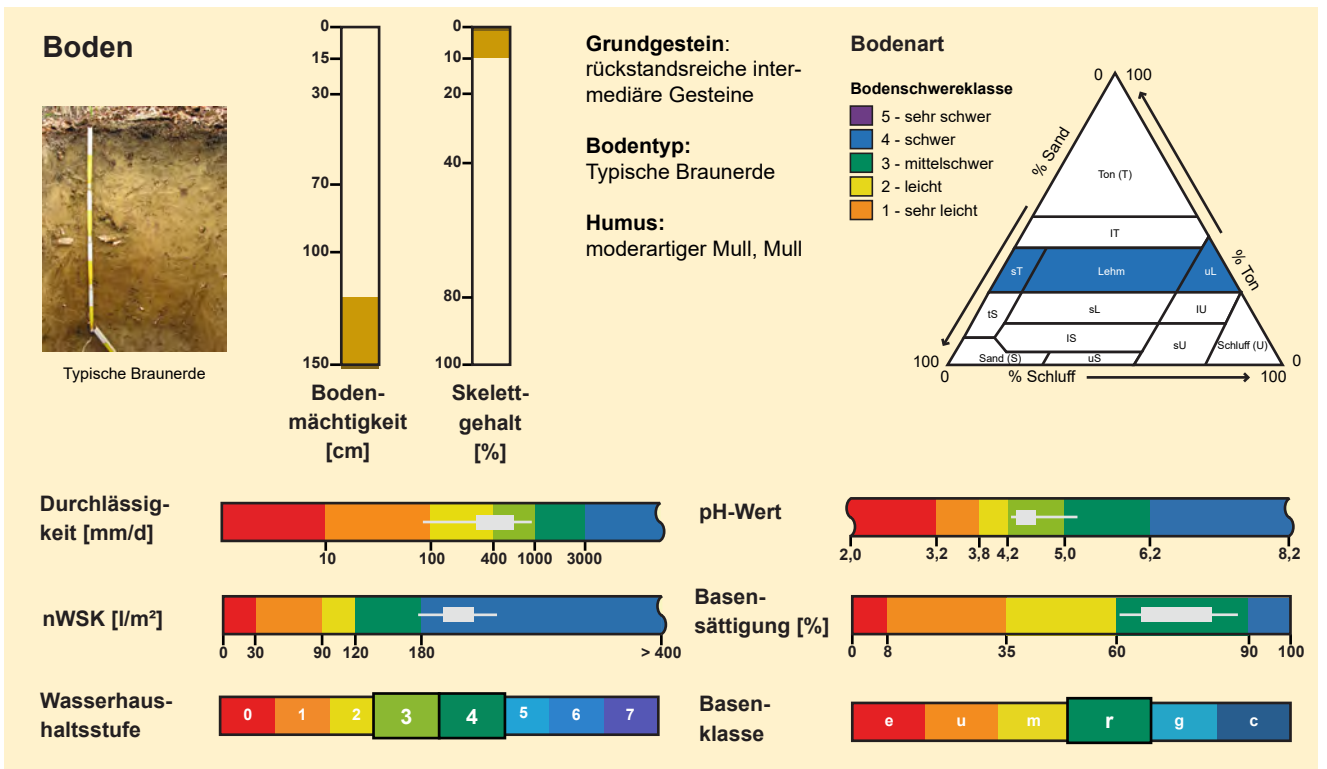 Boden
Typische Braunerde
0
15
30
70
100
150
Boden-
mächtigkeit
[cm]
0
10
20
40
80
100
Skelett-
gehalt
[%]
Grundgestein:
rückstandsreiche inter-
mediäre Gesteine
Bodentyp:
Typische Braunerde
Humus:
moderartiger Mull, Mull
Bodenart
Bodenschwereklasse
5 - sehr schwer
4 - schwer
3 - mittelschwer
2 - leicht
1 - sehr leicht
0 100
% Sand
% Ton
Ton (T)
lT
sT Lehm uL
tS sL lU
lS sU Schluff (U)
Sand (S) uS
100 0
0 % Schluff 100
Durchlässig-
keit [mm/d]
10 100 400 1000 3000
pH-Wert
2,0 3,2 3,8 4,2 5,0 6,2 8,2
nWSK [l/m²]
0 30 90 120 180 > 400
Basen-
sättigung [%]
0 8 35 60 90 100
Wasserhaus-
haltsstufe
0 1 2 3 4 5 6 7
Basen-
klasse
e u m r g c